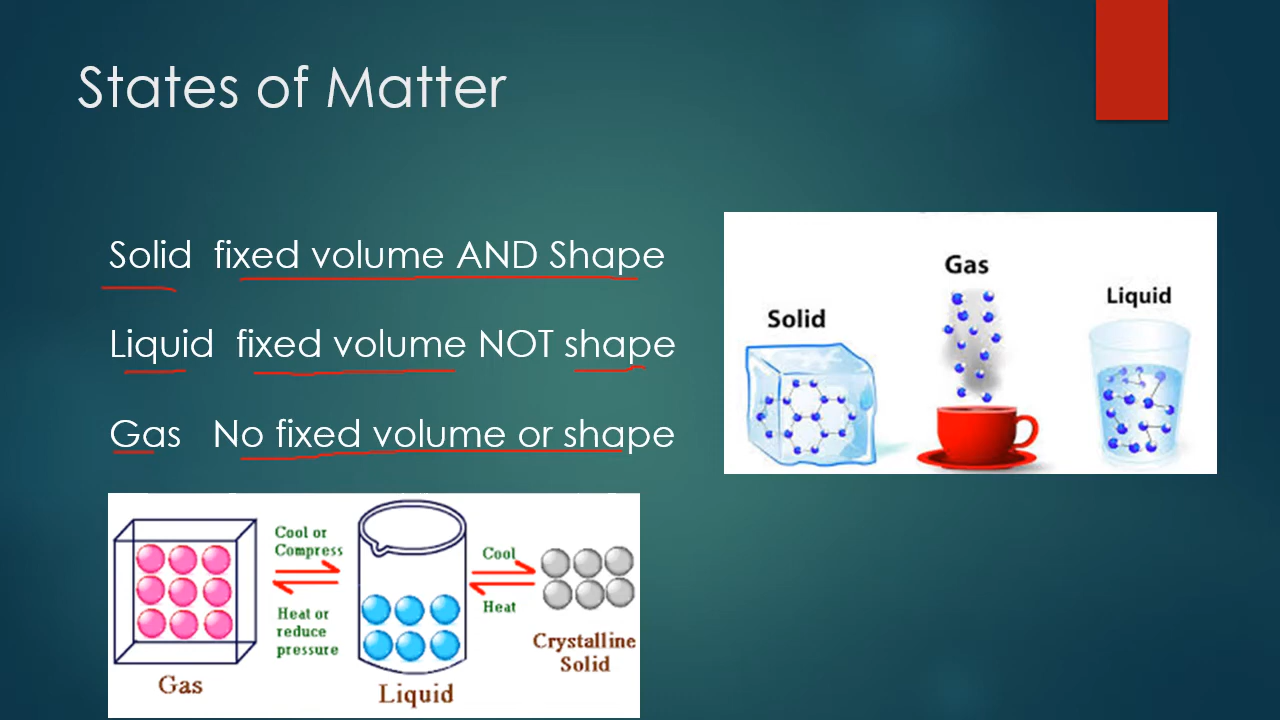 States of Matter
Solid fixed volume AND Shape
Liquid fixed volume NOT shape
Gas No fixed volume or shape
Solid
Gas
Liquid
Cool or
Compress
Heat or
reduce
pressure
Cool
Heat
Gas
Liquid
Crystalline
Solid